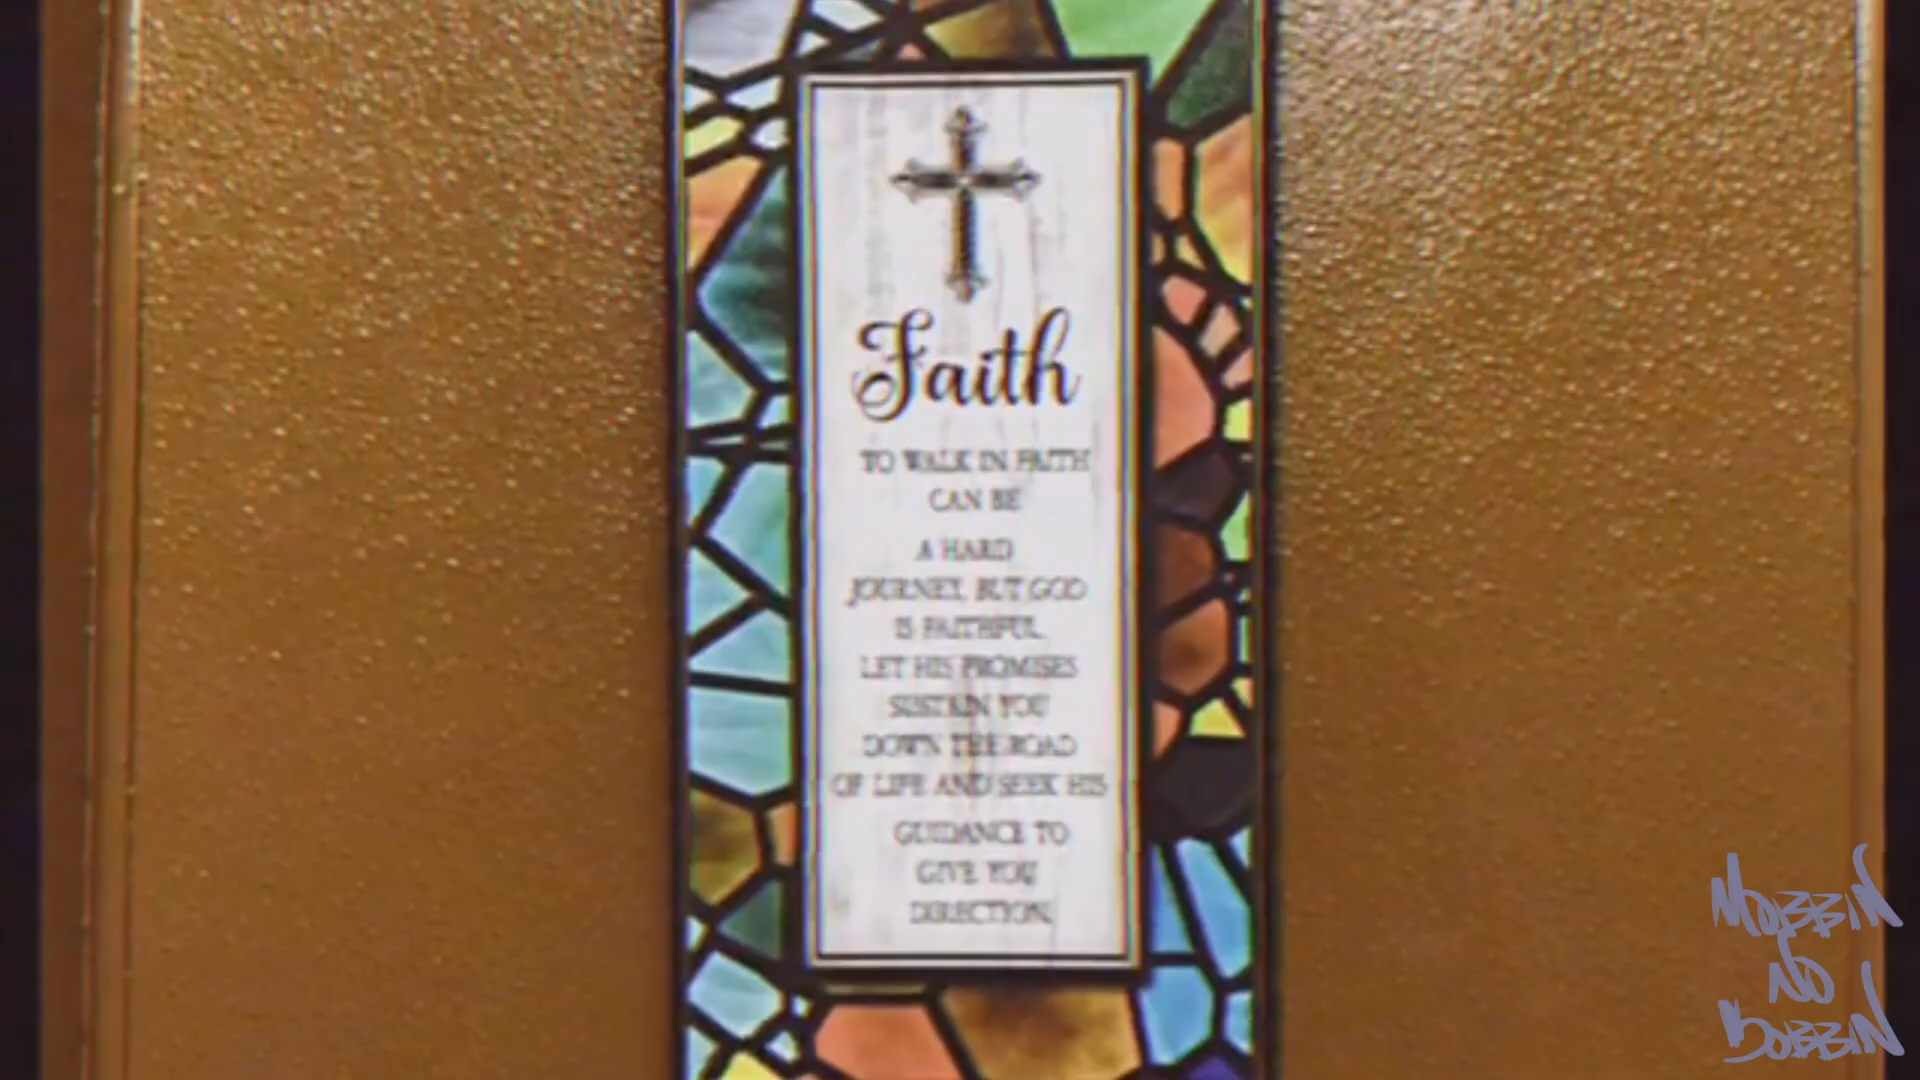 Faith
TO WALK IN FAITH
CAN BE
A HARD
JOURNEY, BUT GOD
IS FAITHFUL.
LET HIS PROMISES
SUSTAIN YOU
DOWN THE ROAD
OF LIFE AND SEEK HIS
GUIDANCE TO
GIVE YOU
DIRECTION.
MOBBIN
NO
BOBBIN